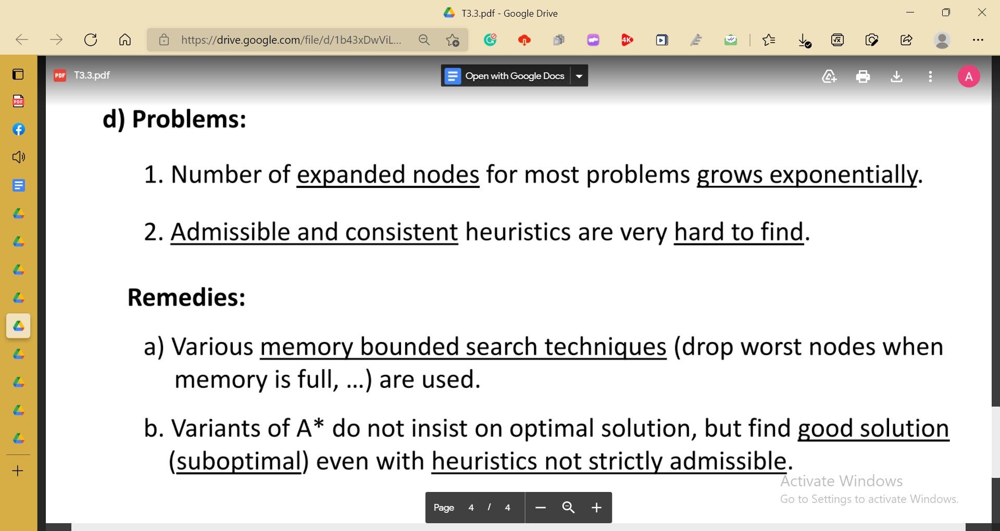 T3.3.pdf - Google Drive
https://drive.google.com/file/d/1b43xDwViL...
4K
PDF
T3.3.pdf
Open with Google Docs
A
PDF
d) Problems:
1. Number of expanded nodes for most problems grows exponentially.
2. Admissible and consistent heuristics are very hard to find.
Remedies:
a) Various memory bounded search techniques (drop worst nodes when
memory is full, ...) are used.
b. Variants of A* do not insist on optimal solution, but find good solution
(suboptimal) even with heuristics not strictly admissible.
Activate Windows
Go to Settings to activate Windows.
Page 4 / 4